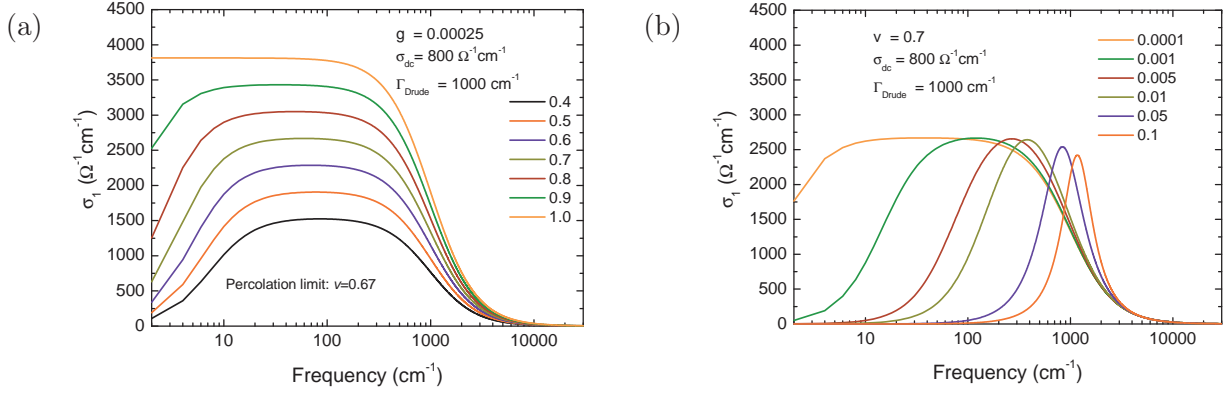 (a)
4500
4000
3500
3000
2500
2000
1500
1000
500
0
σ₁ (Ω⁻¹cm⁻¹)
g = 0.00025
σdc= 800 Ω⁻¹cm⁻¹
ΓDrude = 1000 cm⁻¹
0.4
0.5
0.6
0.7
0.8
0.9
1.0
Percolation limit: v=0.67
10 100 1000 10000
Frequency (cm⁻¹)
(b)
4500
4000
3500
3000
2500
2000
1500
1000
500
0
σ₁ (Ω⁻¹cm⁻¹)
v = 0.7
σdc= 800 Ω⁻¹cm⁻¹
ΓDrude = 1000 cm⁻¹
0.0001
0.001
0.005
0.01
0.05
0.1
10 100 1000 10000
Frequency (cm⁻¹)